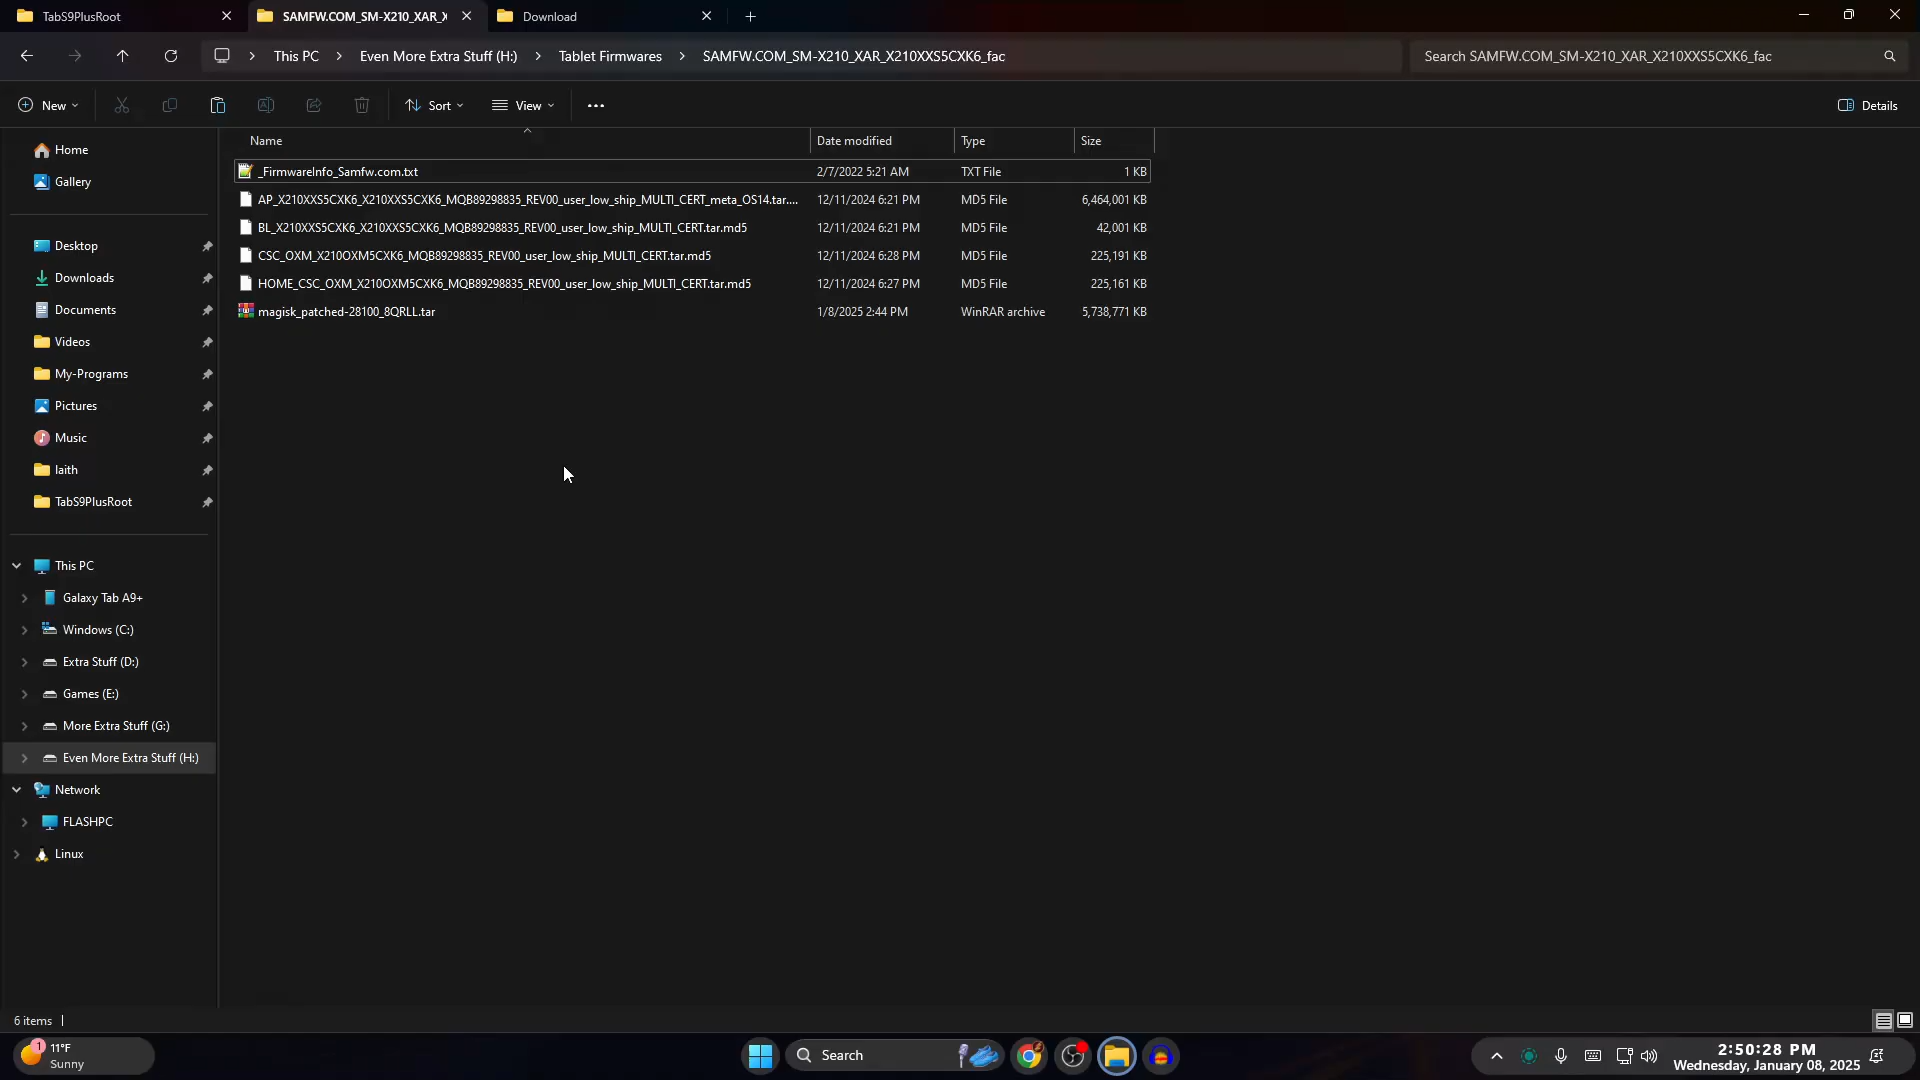 TabS9PlusRoot
SAMFW.COM_SM-X210_XAR_X
Download
This PC > Even More Extra Stuff (H:) > Tablet Firmwares > SAMFW.COM_SM-X210_XAR_X210XXS5CXK6_fac
Search SAMFW.COM_SM-X210_XAR_X210XXS5CXK6_fac
New
Sort
View
Details
Home
Gallery
Desktop
Downloads
Documents
Videos
My-Programs
Pictures
Music
laith
TabS9PlusRoot
This PC
Galaxy Tab A9+
Windows (C:)
Extra Stuff (D:)
Games (E:)
More Extra Stuff (G:)
Even More Extra Stuff (H:)
Network
FLASHPC
Linux
Name Date modified Type Size
_FirmwareInfo_Samfw.com.txt 2/7/2022 5:21 AM TXT File 1 KB
AP_X210XXS5CXK6_X210XXS5CXK6_MQB89298835_REV00_user_low_ship_MULTI_CERT_meta_OS14.tar.... 12/11/2024 6:21 PM MD5 File 6,464,001 KB
BL_X210XXS5CXK6_X210XXS5CXK6_MQB89298835_REV00_user_low_ship_MULTI_CERT.tar.md5 12/11/2024 6:21 PM MD5 File 42,001 KB
CSC_OXM_X210OXM5CXK6_MQB89298835_REV00_user_low_ship_MULTI_CERT.tar.md5 12/11/2024 6:28 PM MD5 File 225,191 KB
HOME_CSC_OXM_X210OXM5CXK6_MQB89298835_REV00_user_low_ship_MULTI_CERT.tar.md5 12/11/2024 6:27 PM MD5 File 225,161 KB
magisk_patched-28100_8QRLL.tar 1/8/2025 2:44 PM WinRAR archive 5,738,771 KB
6 items
1
11°F
Sunny
Search
2:50:28 PM
Wednesday, January 08, 2025